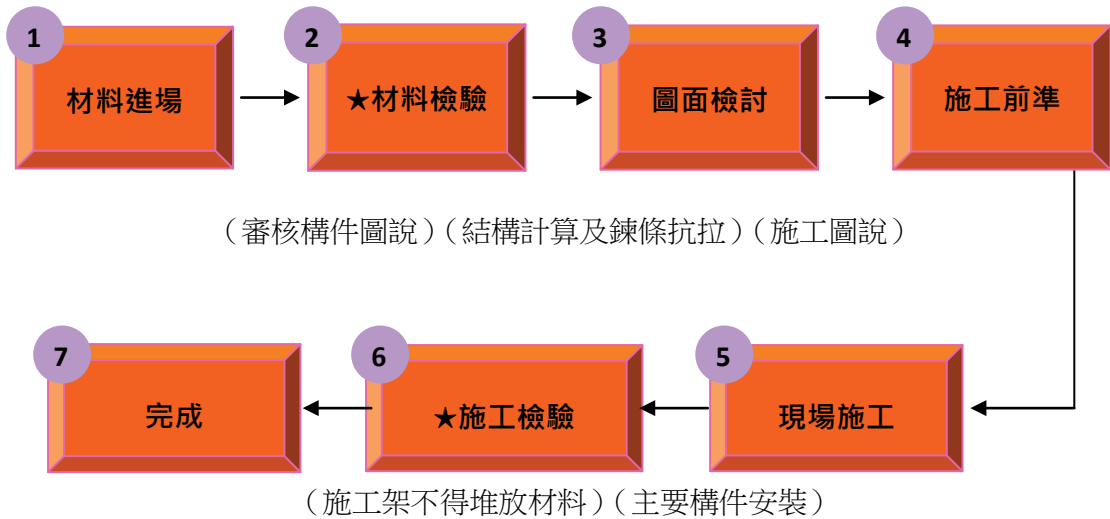 1
材料進場
2
★材料檢驗
3
圖面檢討
4
施工前準
（審核構件圖說）（結構計算及鍊條抗拉）（施工圖說）
7
完成
6
★施工檢驗
5
現場施工
（施工架不得堆放材料）（主要構件安裝）